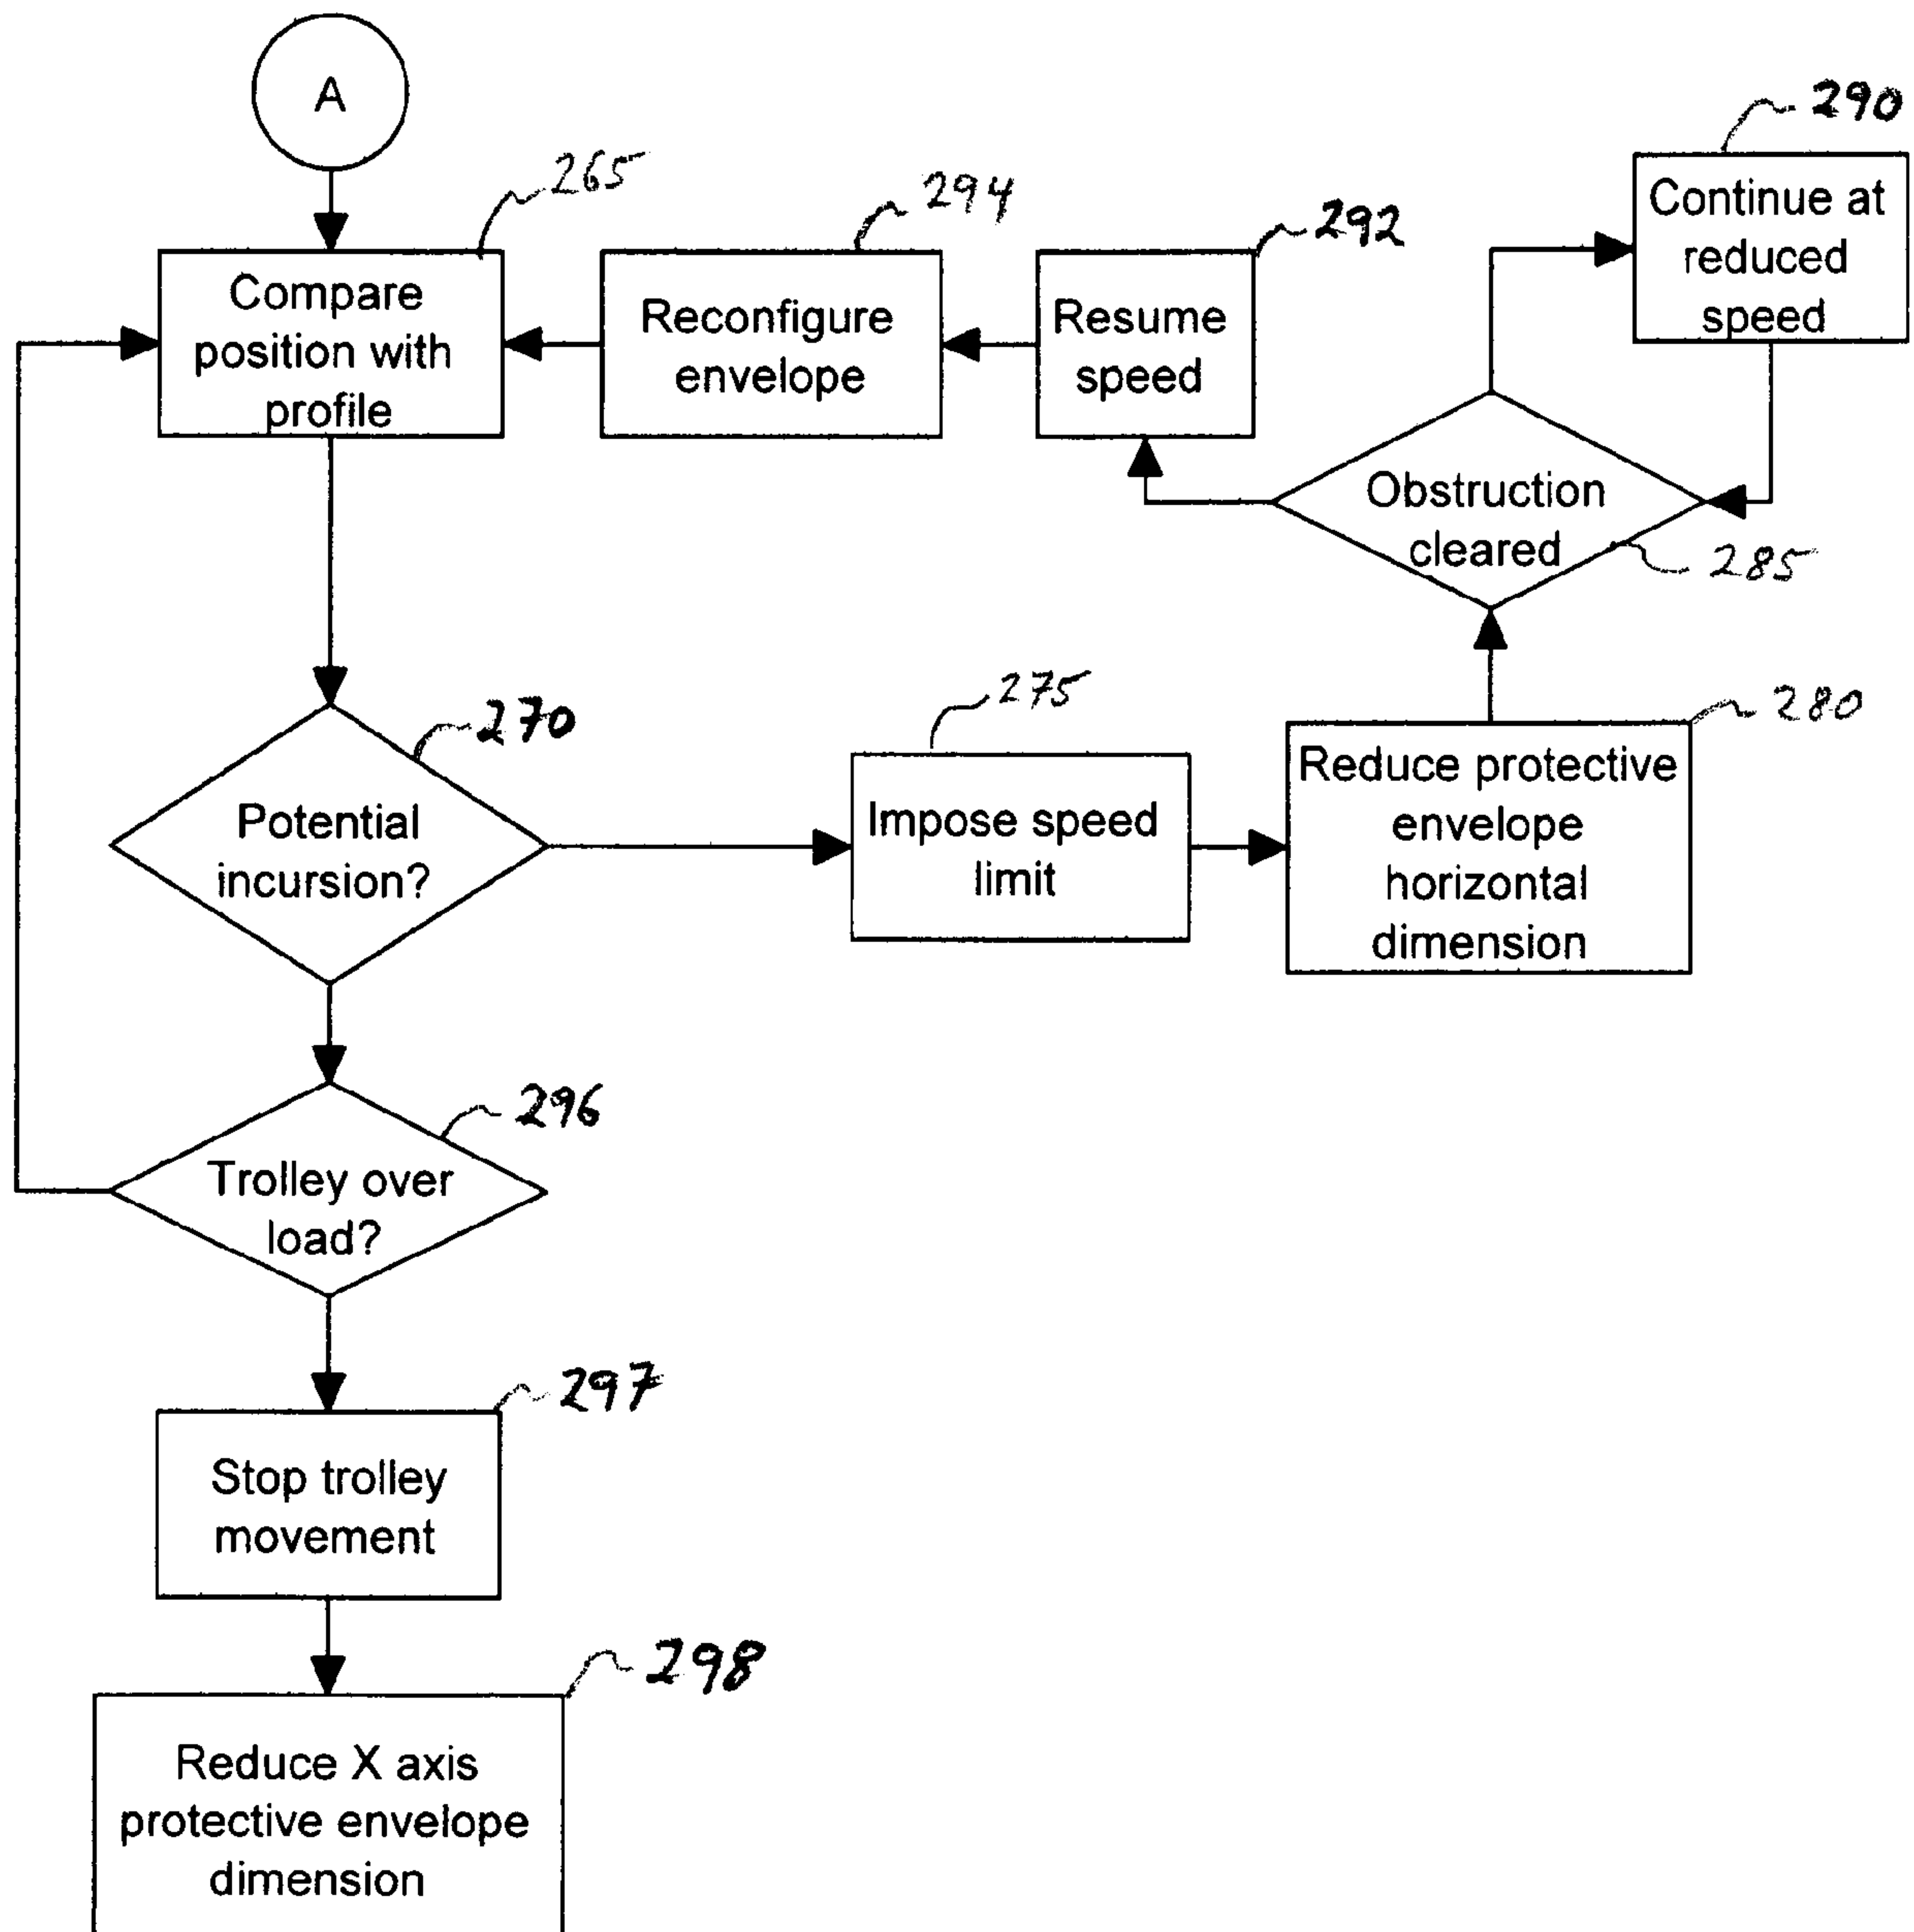 A
265
Compare
position with
profile
294
Reconfigure
envelope
292
Resume
speed
290
Continue at
reduced
speed
Obstruction
cleared
285
270
Potential
incursion?
275
Impose speed
limit
280
Reduce protective
envelope
horizontal
dimension
296
Trolley over
load?
297
Stop trolley
movement
298
Reduce X axis
protective envelope
dimension